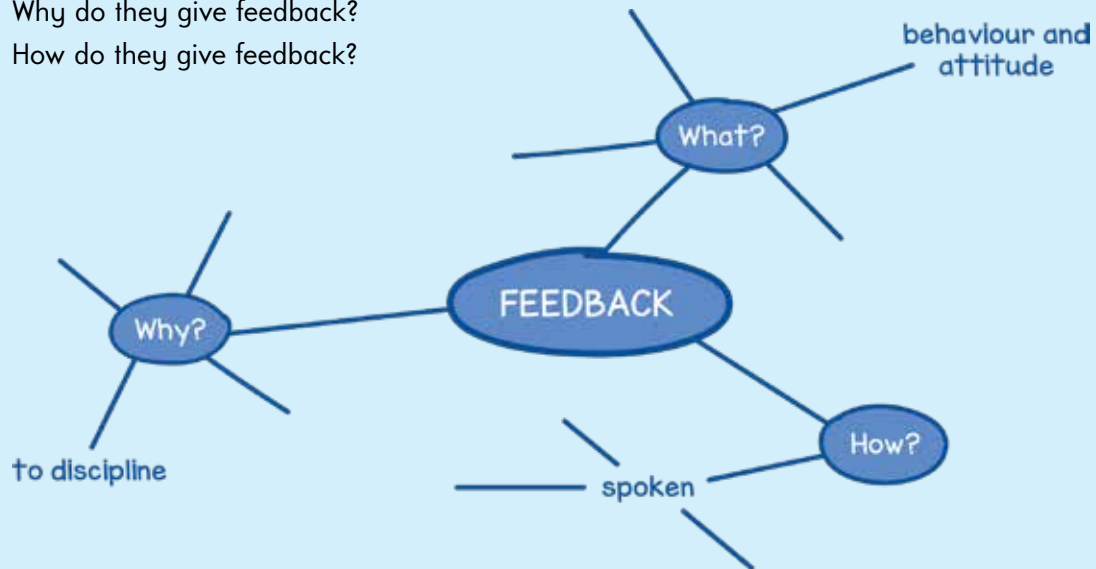 Why do they give feedback?
How do they give feedback?
behaviour and
attitude
What?
FEEDBACK
Why?
How?
to discipline
spoken